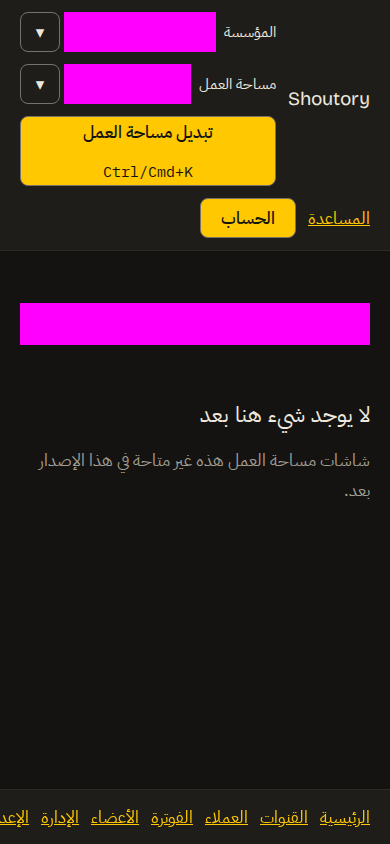 المؤسسة
▼
Shoutory
مساحة العمل
▼
تبديل مساحة العمل
Ctrl/Cmd+K
المساعدة
الحساب
لا يوجد شيء هنا بعد
شاشات مساحة العمل هذه غير متاحة في هذا الإصدار
بعد.
الرئيسية القنوات العملاء الفوترة الأعضاء الإدارة